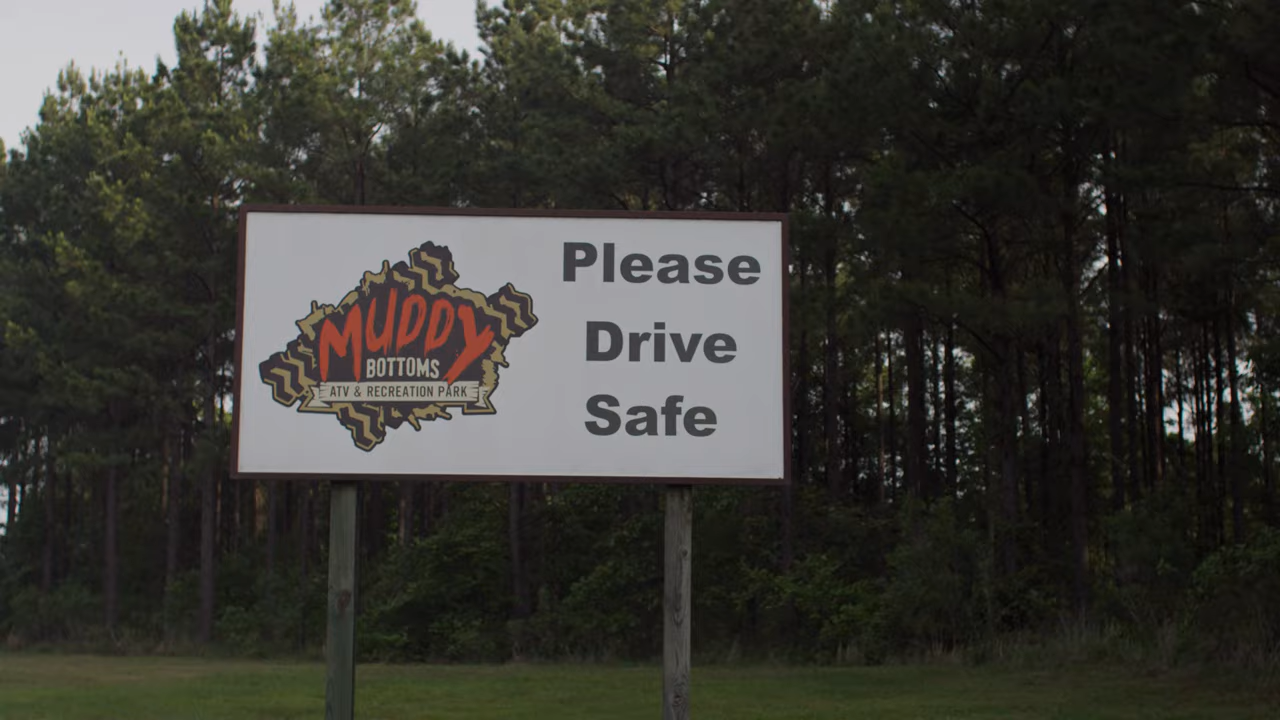 MUDDY
BOTTOMS
ATV & RECREATION PARK
Please
Drive
Safe